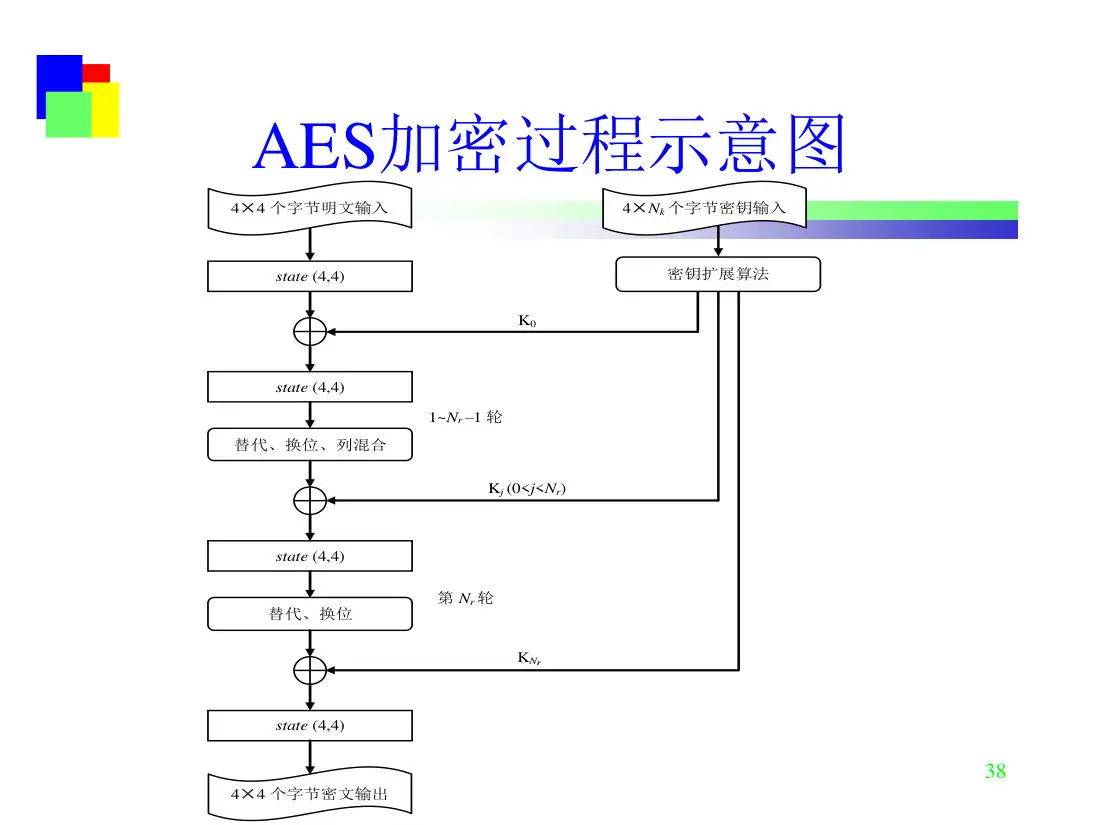 AES加密过程示意图
4×4 个字节明文输入
4×Nk 个字节密钥输入
state (4,4)
密钥扩展算法
K0
state (4,4)
1~Nr–1 轮
替代、换位、列混合
Kj (0<j<Nr)
state (4,4)
第 Nr 轮
替代、换位
KNr
state (4,4)
4×4 个字节密文输出
38